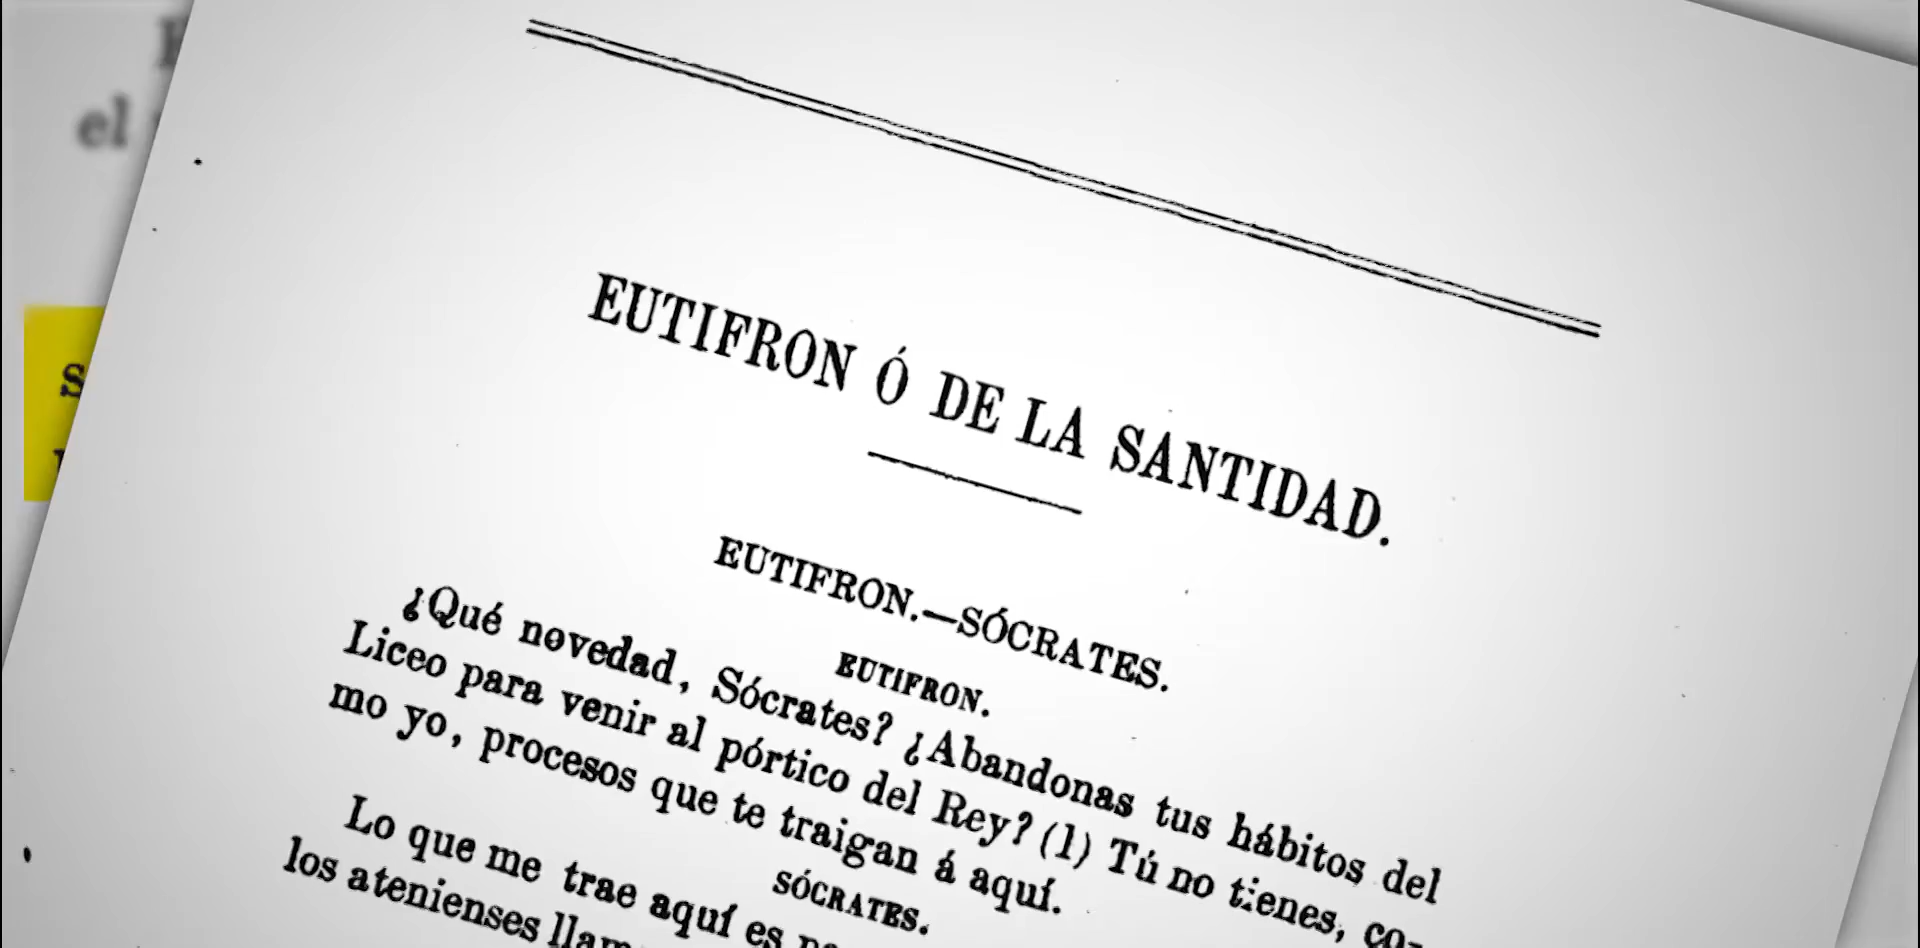 el
s
EUTIFRON Ó DE LA SANTIDAD.
EUTIFRON.—SÓCRATES.
EUTIFRON.
¿Qué novedad, Sócrates? ¿Abandonas tus hábitos del
Liceo para venir al pórtico del Rey? (1) Tú no tienes, co-
mo yo, procesos que te traigan á aquí.
SÓCRATES.
Lo que me trae aquí es
los atenienses